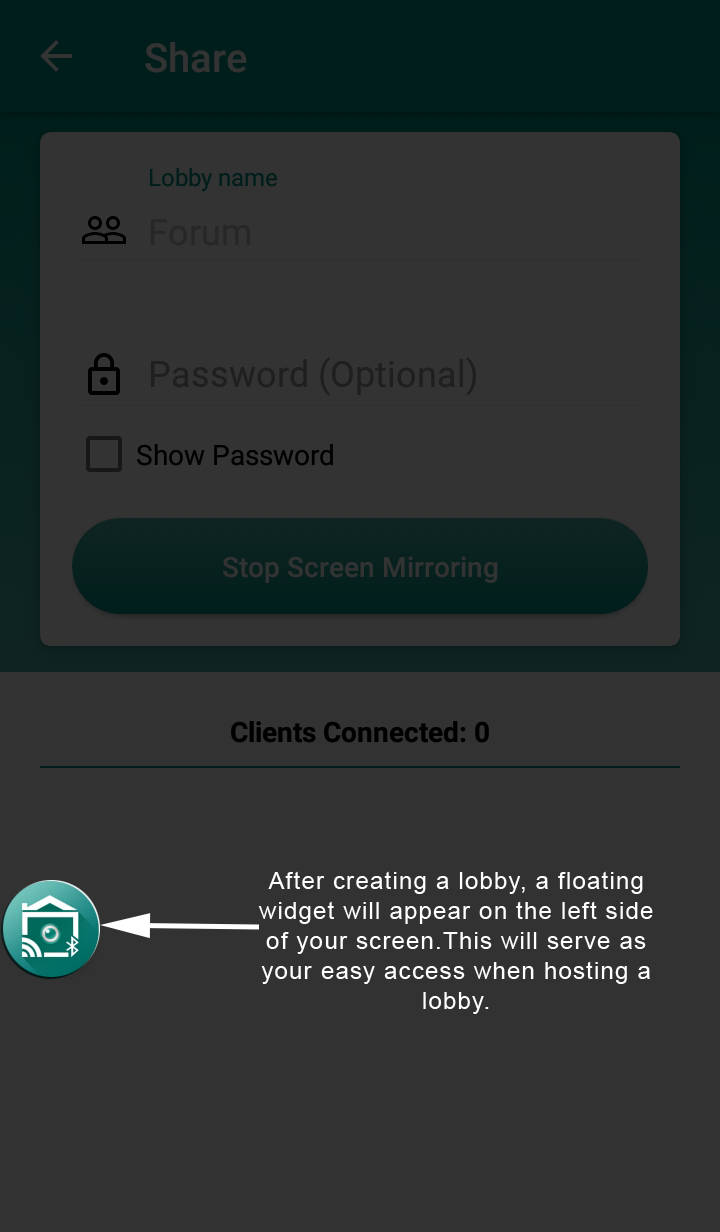 Share
Lobby name
Forum
Password (Optional)
Show Password
Stop Screen Mirroring
Clients Connected: 0
After creating a lobby, a floating
widget will appear on the left side
of your screen.This will serve as
your easy access when hosting a
lobby.